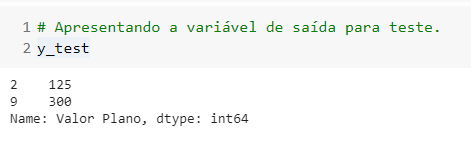 1 # Apresentando a variável de saída para teste.
2 y_test
2    125
9    300
Name: Valor Plano, dtype: int64